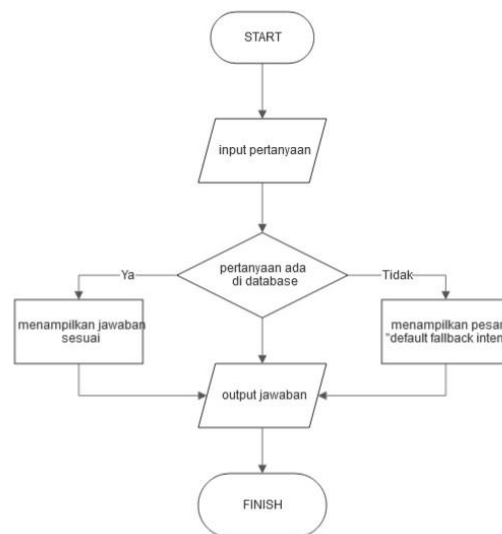 START
input pertanyaan
pertanyaan ada
di database
Ya
Tidak
menampilkan jawaban
sesuai
menampilkan pesan
"default fallback inten
output jawaban
FINISH